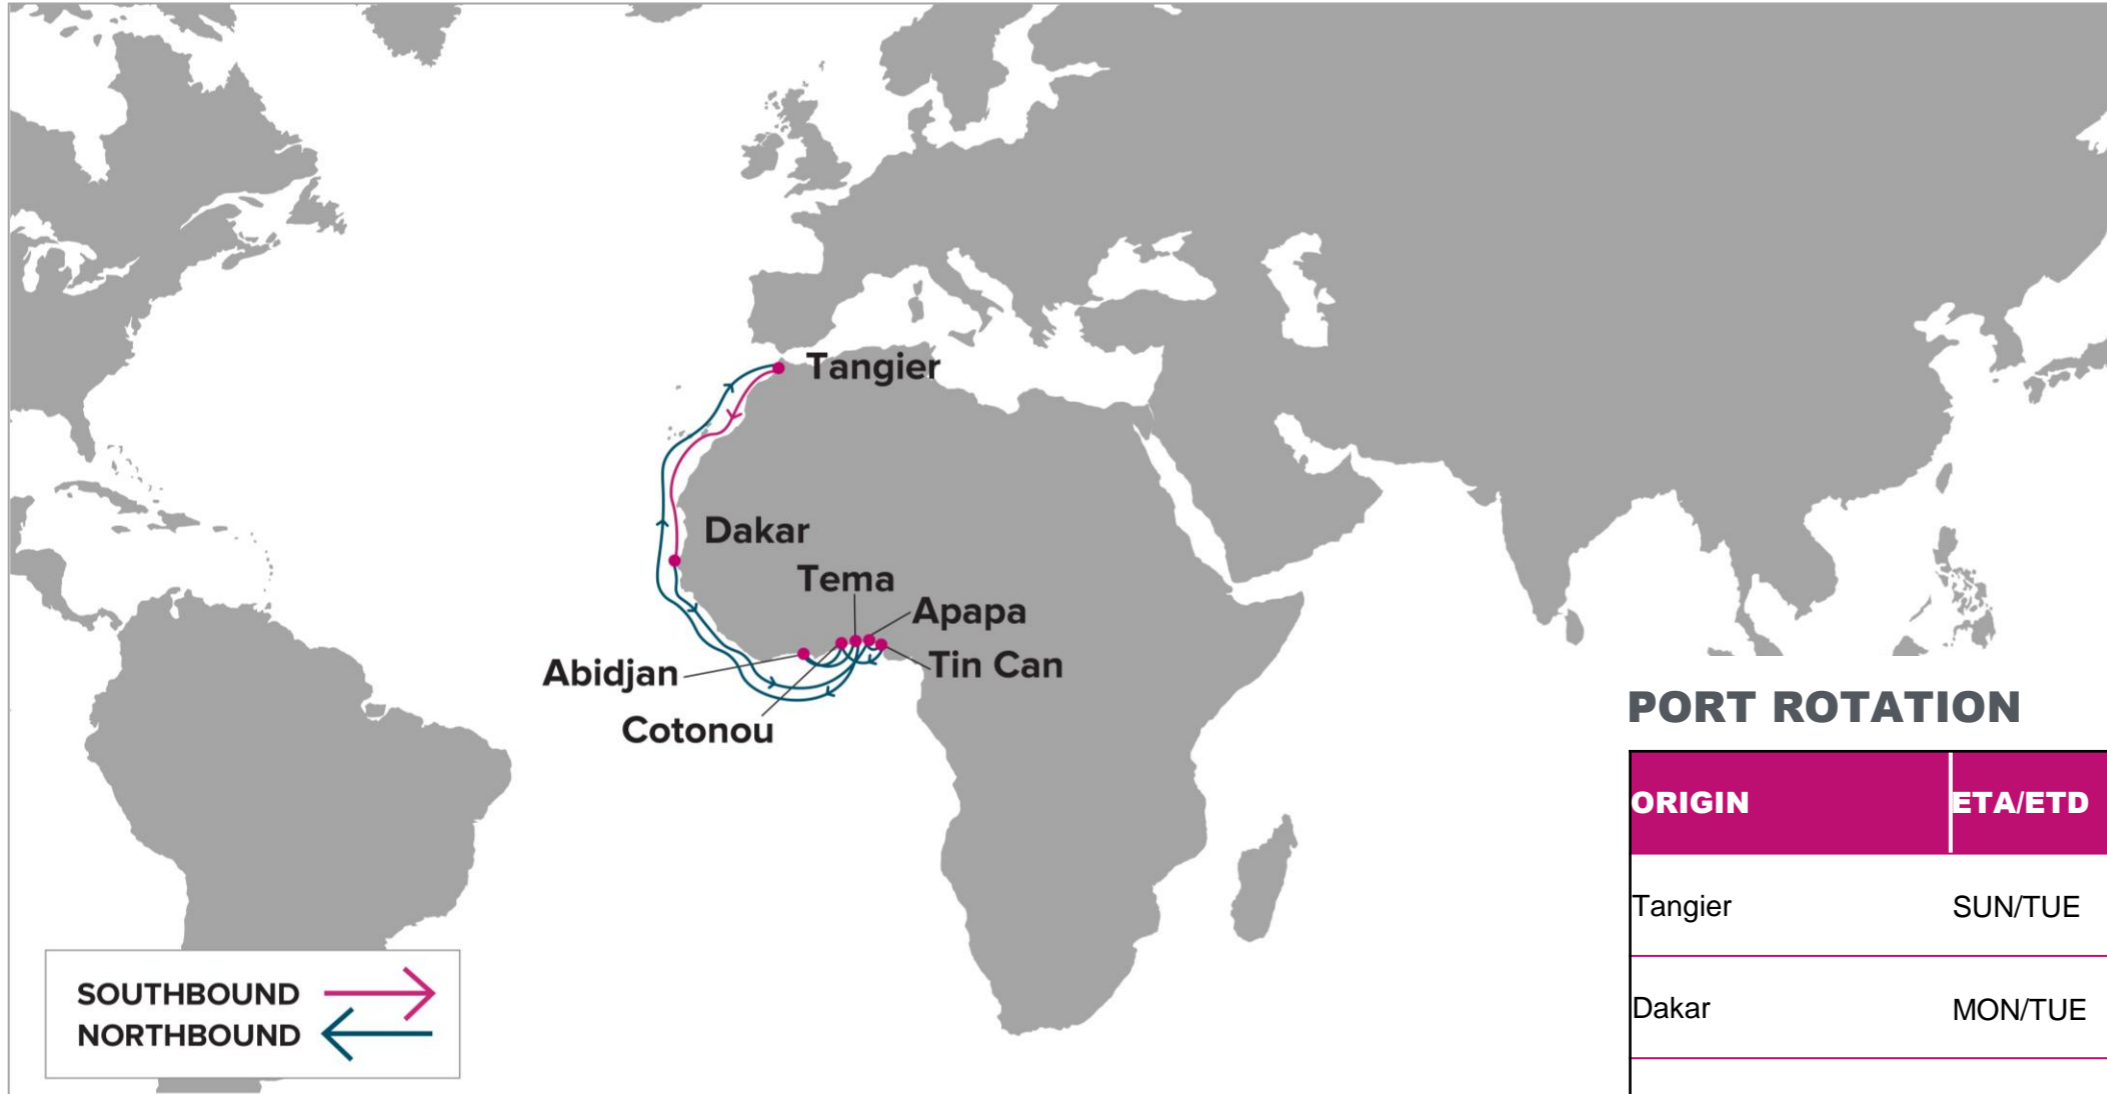 Tangier
Dakar
Tema
Apapa
Abidjan
Tin Can
Cotonou
PORT ROTATION
ORIGIN ETA/ETD
Tangier SUN/TUE
Dakar MON/TUE
SOUTHBOUND
NORTHBOUND